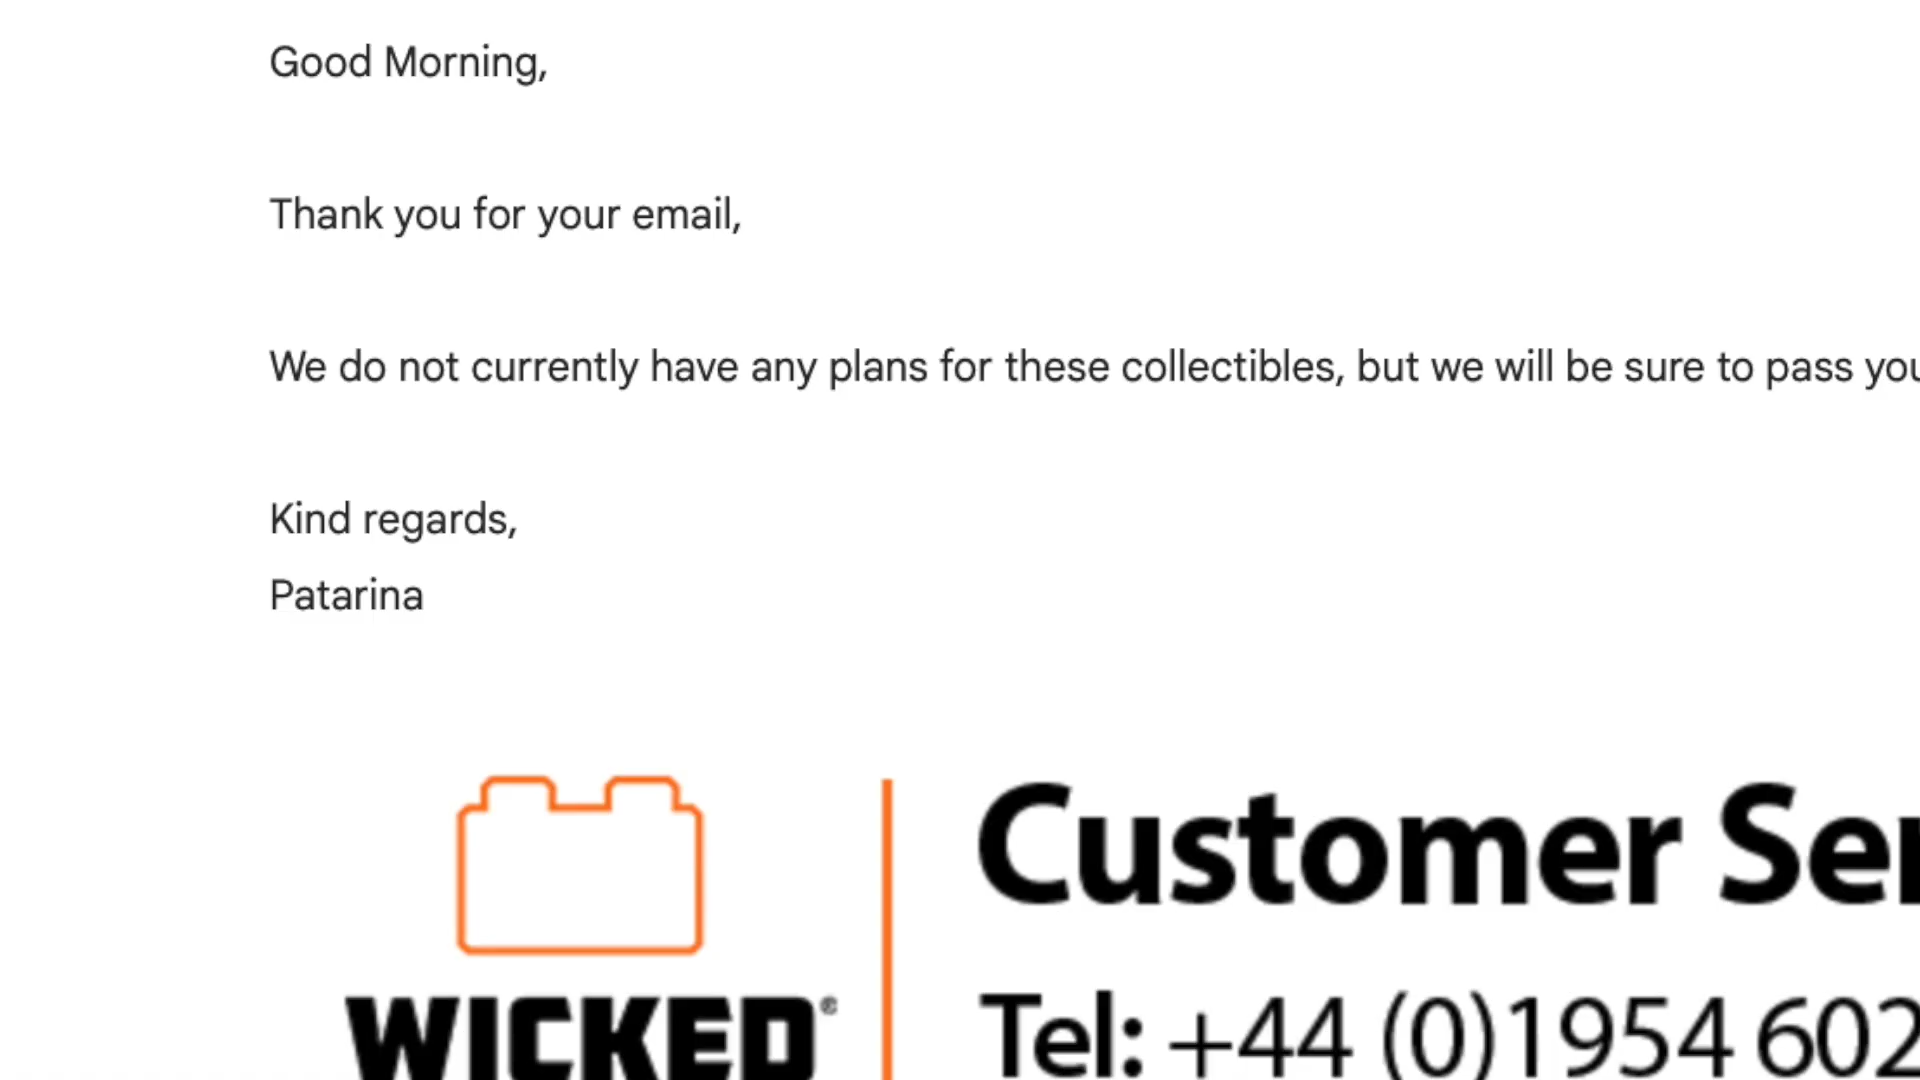 Good Morning,
Thank you for your email,
We do not currently have any plans for these collectibles, but we will be sure to pass you
Kind regards,
Patarina
Customer Ser
WICKED®
Tel: +44 (0)1954 602